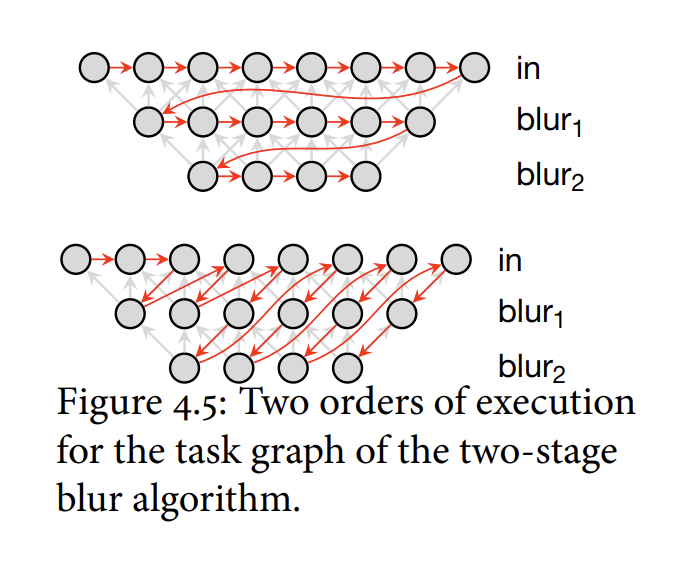 in
blur₁
blur₂
in
blur₁
blur₂
Figure 4.5: Two orders of execution
for the task graph of the two-stage
blur algorithm.